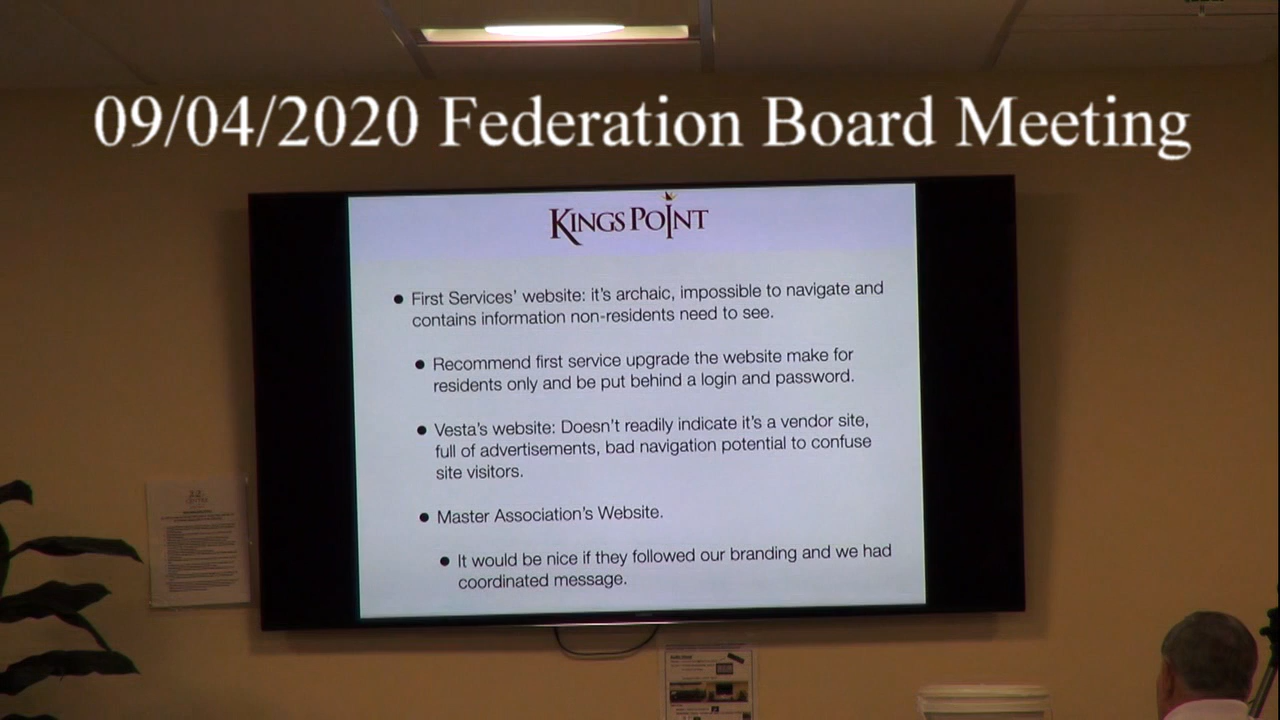 09/04/2020 Federation Board Meeting
KINGS POINT
● First Services' website: it's archaic, impossible to navigate and
contains information non-residents need to see.
● Recommend first service upgrade the website make for
residents only and be put behind a login and password.
● Vesta's website: Doesn't readily indicate it's a vendor site,
full of advertisements, bad navigation potential to confuse
site visitors.
● Master Association's Website.
● It would be nice if they followed our branding and we had
coordinated message.